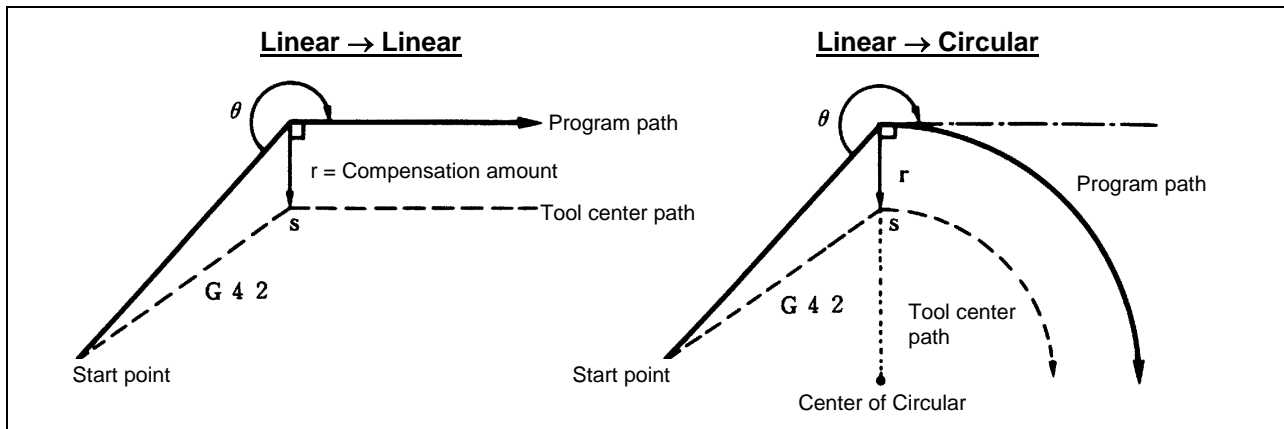 Linear → Linear
θ
Program path
r = Compensation amount
s
Tool center path
G 4 2
Start point
Linear → Circular
θ
Program path
r
s
G 4 2
Tool center
path
Start point
Center of Circular